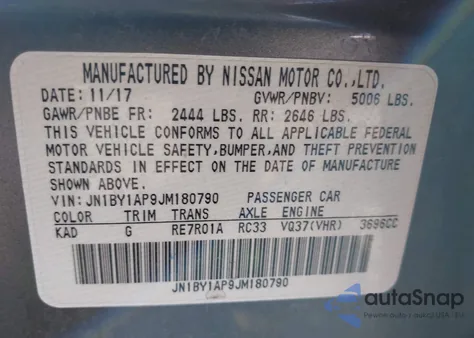 MANUFACTURED BY NISSAN MOTOR CO.,LTD.
DATE: 11/17 GVWR/PNBV: 5006 LBS.
GAWR/PNBE FR: 2444 LBS. RR: 2646 LBS.
THIS VEHICLE CONFORMS TO ALL APPLICABLE FEDERAL
MOTOR VEHICLE SAFETY,BUMPER,AND THEFT PREVENTION
STANDARDS IN EFFECT ON THE DATE OF MANUFACTURE
SHOWN ABOVE.
VIN: JN1BY1AP9JM180790 PASSENGER CAR
COLOR TRIM TRANS AXLE ENGINE
KAD G RE7R01A RC33 VQ37(VHR) 3696CC
JN1BY1AP9JM180790
autoSnap